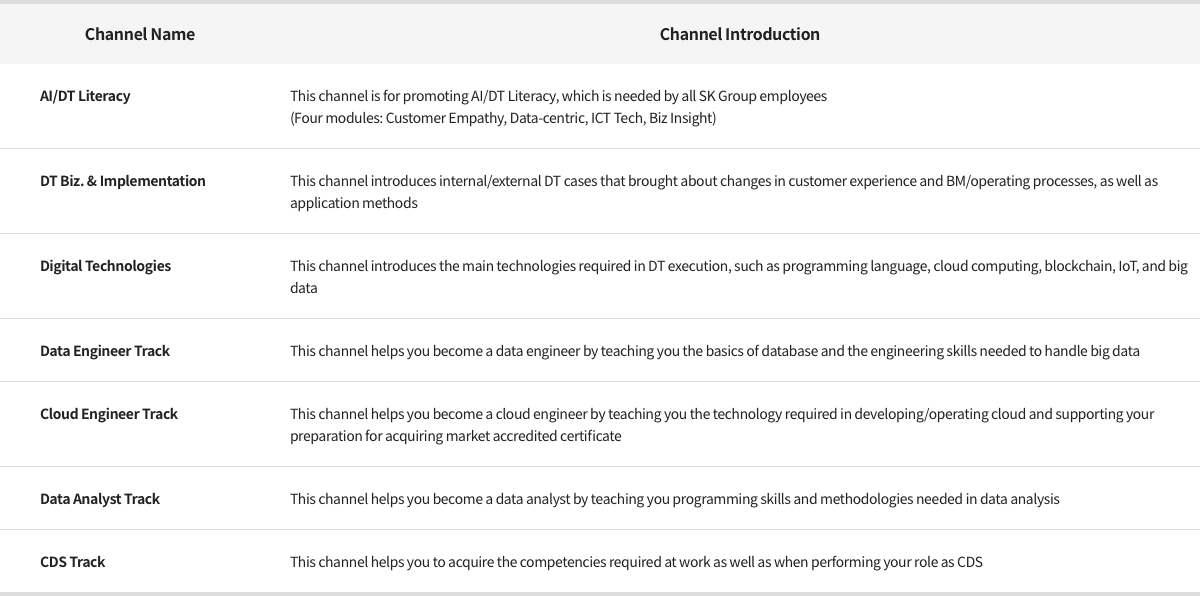 Channel Name
Channel Introduction
AI/DT Literacy
This channel is for promoting AI/DT Literacy, which is needed by all SK Group employees
(Four modules: Customer Empathy, Data-centric, ICT Tech, Biz Insight)
DT Biz. & Implementation
This channel introduces internal/external DT cases that brought about changes in customer experience and BM/operating processes, as well as
application methods
Digital Technologies
This channel introduces the main technologies required in DT execution, such as programming language, cloud computing, blockchain, IoT, and big
data
Data Engineer Track
This channel helps you become a data engineer by teaching you the basics of database and the engineering skills needed to handle big data
Cloud Engineer Track
This channel helps you become a cloud engineer by teaching you the technology required in developing/operating cloud and supporting your
preparation for acquiring market accredited certificate
Data Analyst Track
This channel helps you become a data analyst by teaching you programming skills and methodologies needed in data analysis
CDS Track
This channel helps you to acquire the competencies required at work as well as when performing your role as CDS